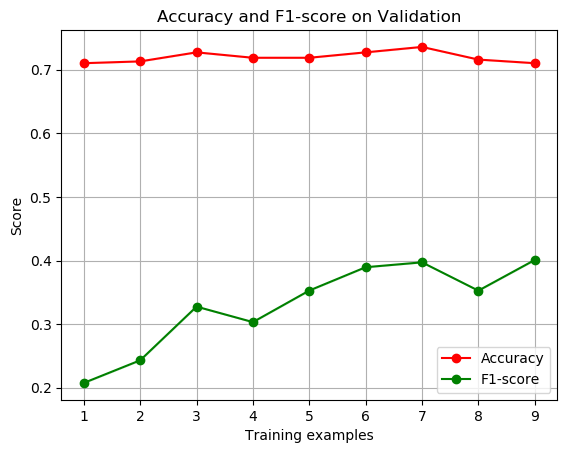 Accuracy and F1-score on Validation
Score
0.7
0.6
0.5
0.4
0.3
0.2
Accuracy
F1-score
1 2 3 4 5 6 7 8 9
Training examples